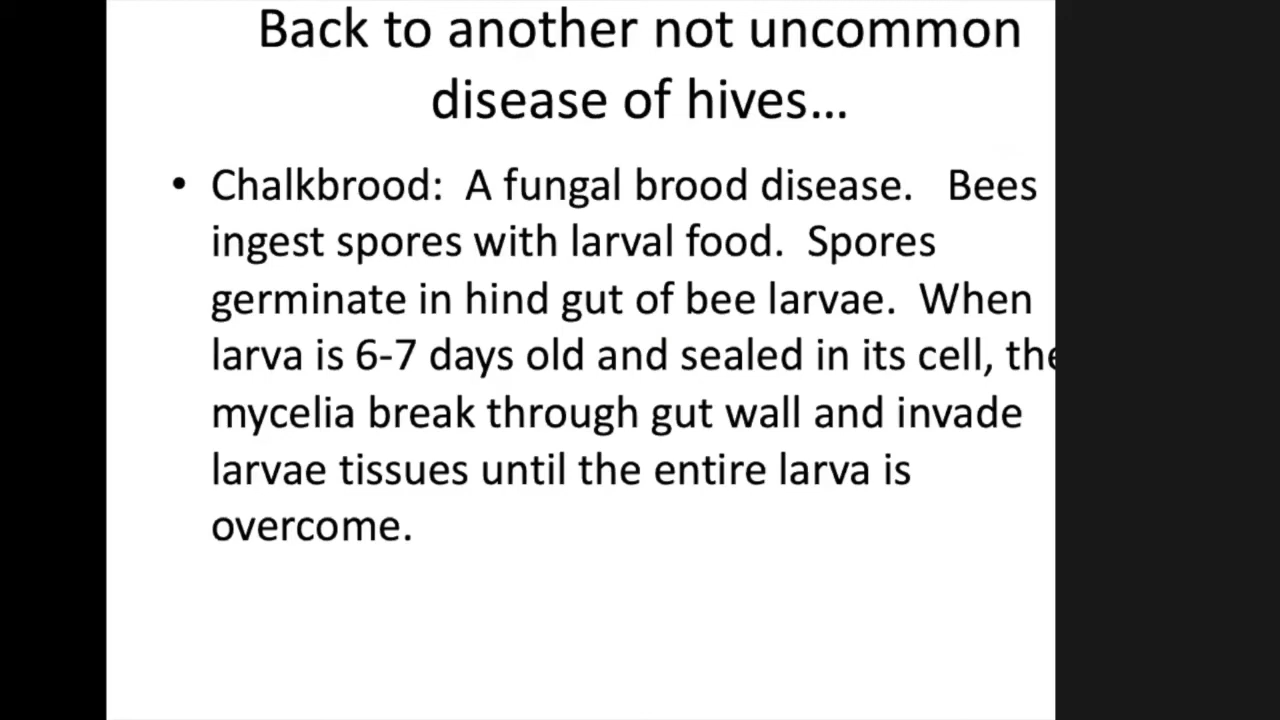 Back to another not uncommon
disease of hives…
• Chalkbrood: A fungal brood disease. Bees
ingest spores with larval food. Spores
germinate in hind gut of bee larvae. When
larva is 6-7 days old and sealed in its cell, the
mycelia break through gut wall and invade
larvae tissues until the entire larva is
overcome.